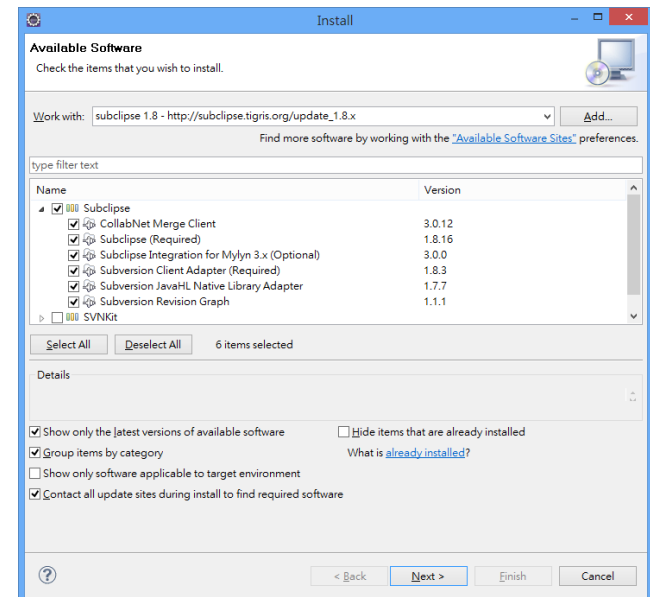 Install
Available Software
Check the items that you wish to install.
Work with: subclipse 1.8 - http://subclipse.tigris.org/update_1.8.x Add...
Find more software by working with the "Available Software Sites" preferences.
type filter text
Name Version
Subclipse
CollabNet Merge Client 3.0.12
Subclipse (Required) 1.8.16
Subclipse Integration for Mylyn 3.x (Optional) 3.0.0
Subversion Client Adapter (Required) 1.8.3
Subversion JavaHL Native Library Adapter 1.7.7
Subversion Revision Graph 1.1.1
SVNKit
Select All Deselect All 6 items selected
Details
Show only the latest versions of available software Hide items that are already installed
Group items by category What is already installed?
Show only software applicable to target environment
Contact all update sites during install to find required software
? < Back Next > Finish Cancel